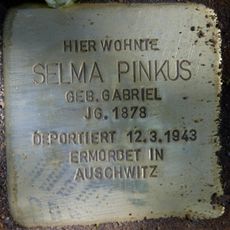 HIER WOHNTE
SELMA PINKUS
GEB. GABRIEL
JG. 1878
DEPORTIERT 12.3.1943
ERMORDET IN
AUSCHWITZ